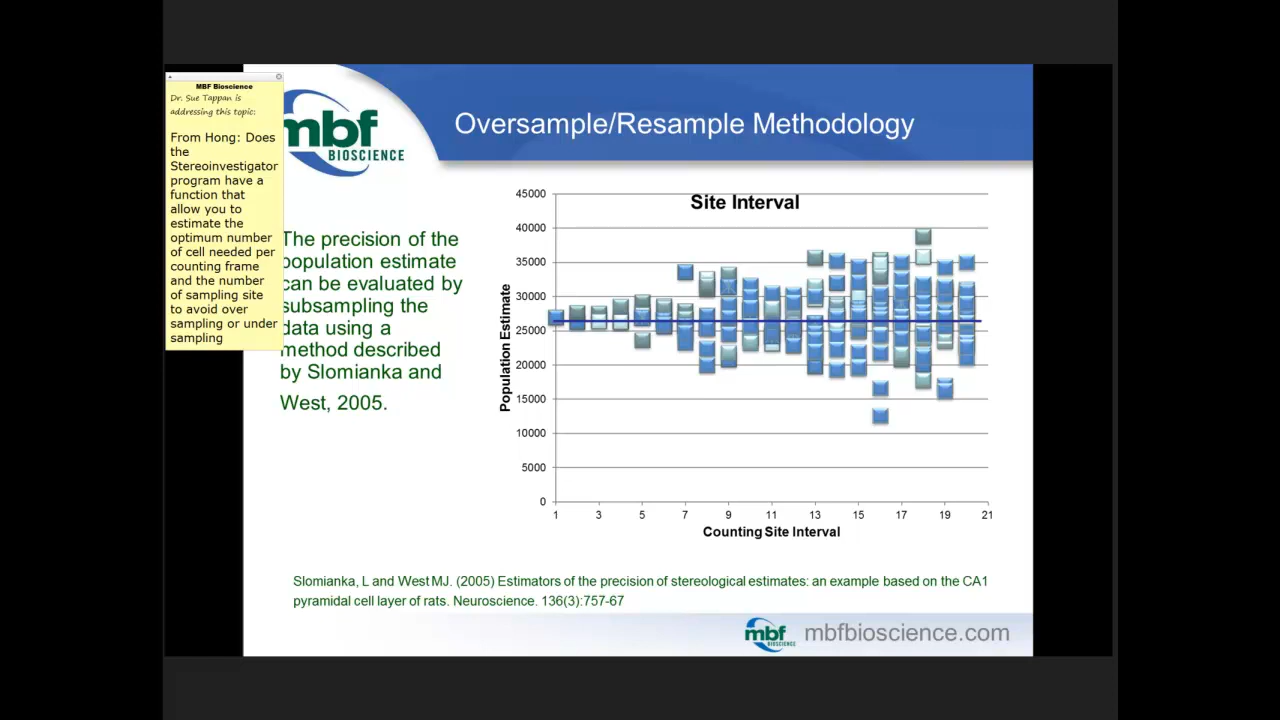 MBF Bioscience
Dr. Sue Tappan is
addressing this topic:
From Hong: Does
the
Stereoinvestigator
program have a
function that
allow you to
estimate the
optimum number
of cell needed per
counting frame
and the number
of sampling site
to avoid over
sampling or under
sampling
mbf
BIOSCIENCE
Oversample/Resample Methodology
The precision of the
population estimate
can be evaluated by
subsampling the
data using a
method described
by Slomianka and
West, 2005.
Site Interval
Population Estimate
45000
40000
35000
30000
25000
20000
15000
10000
5000
0
1 3 5 7 9 11 13 15 17 19 21
Counting Site Interval
Slomianka, L and West MJ. (2005) Estimators of the precision of stereological estimates: an example based on the CA1
pyramidal cell layer of rats. Neuroscience. 136(3):757-67
mbf
BIOSCIENCE
mbfbioscience.com